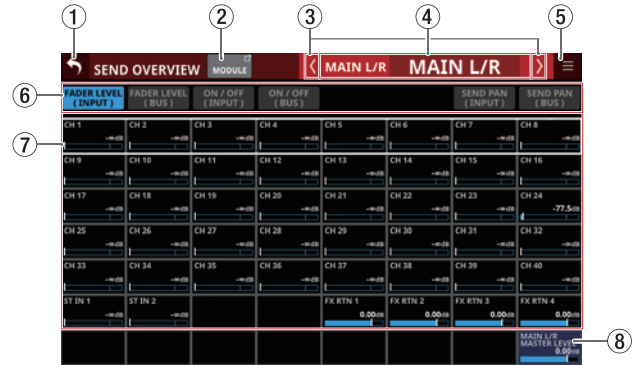 ① ② ③ ④ ⑤
SEND OVERVIEW MODULE MAIN L/R MAIN L/R
⑥ FADER LEVEL FADER LEVEL ON / OFF ON / OFF SEND PAN SEND PAN
( INPUT ) ( BUS ) ( INPUT ) ( BUS ) ( INPUT ) ( BUS )
⑦ CH 1 CH 2 CH 3 CH 4 CH 5 CH 6 CH 7 CH 8
-∞dB -∞dB -∞dB -∞dB -∞dB -∞dB -∞dB -∞dB
CH 9 CH 10 CH 11 CH 12 CH 13 CH 14 CH 15 CH 16
-∞dB -∞dB -∞dB -∞dB -∞dB -∞dB -∞dB -∞dB
CH 17 CH 18 CH 19 CH 20 CH 21 CH 22 CH 23 CH 24
-∞dB -∞dB -∞dB -∞dB -∞dB -∞dB -∞dB -77.5dB
CH 25 CH 26 CH 27 CH 28 CH 29 CH 30 CH 31 CH 32
-∞dB -∞dB -∞dB -∞dB -∞dB -∞dB -∞dB -∞dB
CH 33 CH 34 CH 35 CH 36 CH 37 CH 38 CH 39 CH 40
-∞dB -∞dB -∞dB -∞dB -∞dB -∞dB -∞dB -∞dB
ST IN 1 ST IN 2 FX RTN 1 FX RTN 2 FX RTN 3 FX RTN 4
-∞dB -∞dB 0.00dB 0.00dB 0.00dB 0.00dB
MAIN L/R
MASTER LEVEL ⑧
0.00dB